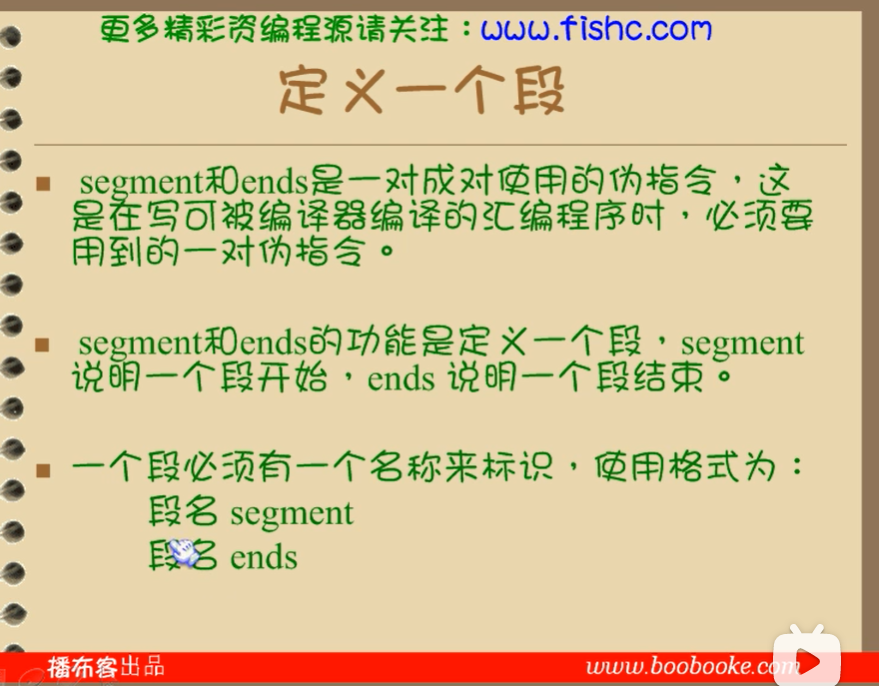 更多精彩资编程源请关注：www.fishc.com
定义一个段
segment和ends是一对成对使用的伪指令，这
是在写可被编译器编译的汇编程序时，必须要
用到的一对伪指令。
segment和ends的功能是定义一个段，segment
说明一个段开始，ends 说明一个段结束。
一个段必须有一个名称来标识，使用格式为：
段名 segment
段名 ends
播布客出品
www.boobooke.com